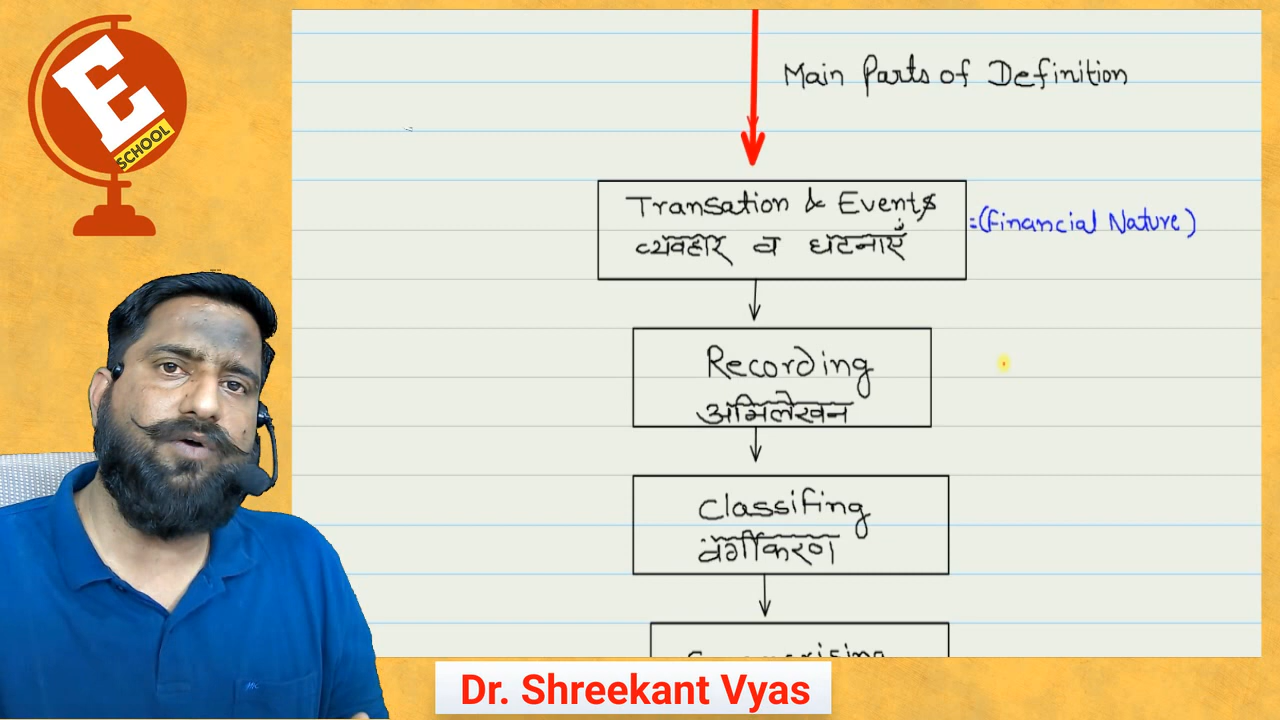 E
SCHOOL
Main Parts of Definition
Transation & Events
=(Financial Nature)
व्यवहार व घटनाएं
Recording
अभिलेखन
Classifing
वर्गीकरण
Dr. Shreekant Vyas